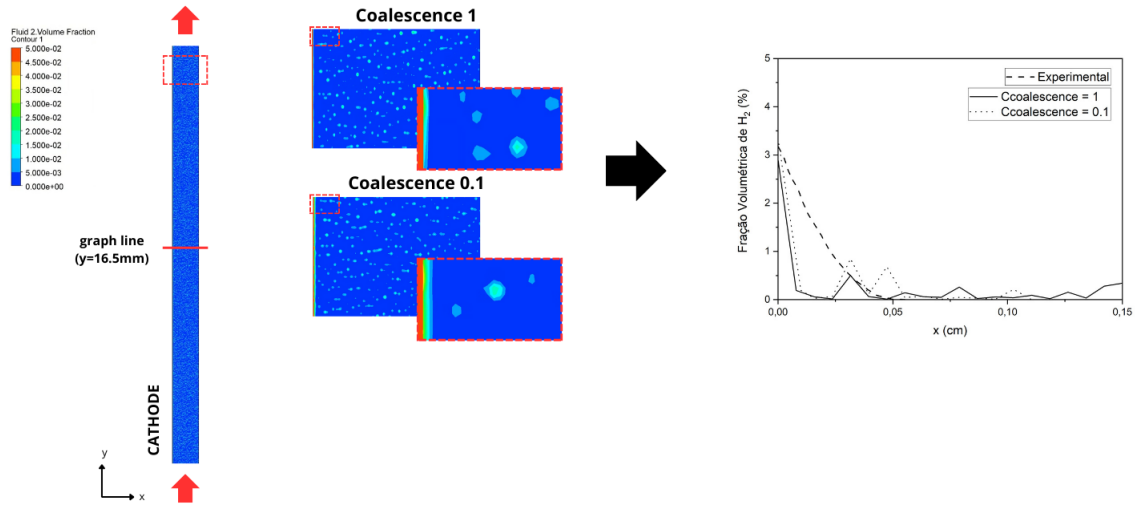 Fluid 2.Volume Fraction
Contour 1
5.000e-02
4.500e-02
4.000e-02
3.500e-02
3.000e-02
2.500e-02
2.000e-02
1.500e-02
1.000e-02
5.000e-03
0.000e+00
graph line
(y=16.5mm)
CATHODE
y
x
Coalescence 1
Coalescence 0.1
Fração Volumétrica de H₂ (%)
5
4
3
2
1
0
Experimental
Ccoalescence = 1
Ccoalescence = 0.1
0,00
0,05
0,10
0,15
x (cm)